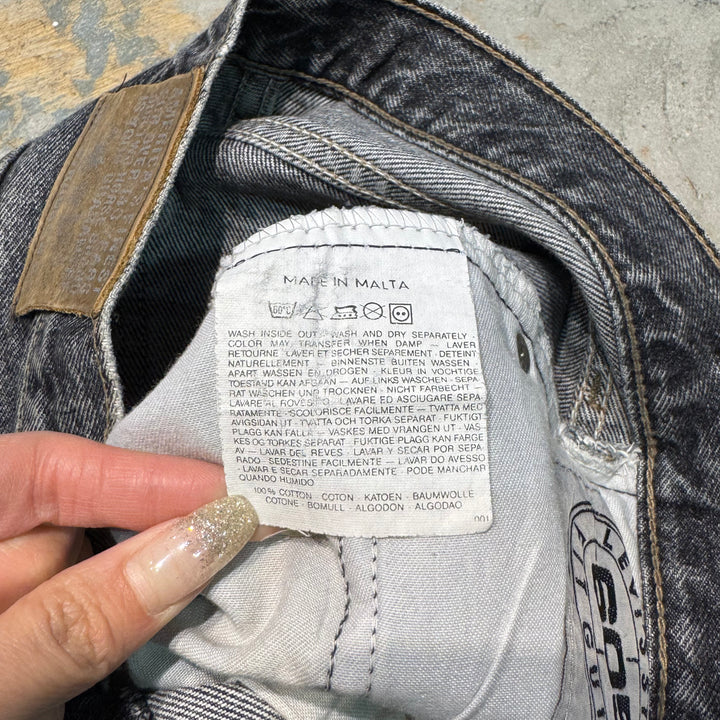 MADE IN MALTA
60°C
WASH INSIDE OUT - WASH AND DRY SEPARATELY -
COLOR MAY TRANSFER WHEN DAMP — LAVER
RETOURNE - LAVER ET SECHER SEPAREMENT - DETEINT
NATURELLEMENT — BINNENSTE BUITEN WASSEN
APART WASSEN EN DROGEN - KLEUR IN VOCHTIGE
TOESTAND KAN AFGAAN — AUF LINKS WASCHEN - SEPA-
RAT WASCHEN UND TROCKNEN - NICHT FARBECHT —
LAVARE AL ROVESCIO - LAVARE ED ASCIUGARE SEPA-
RATAMENTE - SCOLORISCE FACILMENTE — TVATTA MED
AVIGSIDAN UT - TVATTA OCH TORKA SEPARAT - FUKTIGT
PLAGG KAN FALLA — VASKES MED VRANGEN UT - VAS-
KES OG TORKES SEPARAT - FUKTIGE PLAGG KAN FARGE
AV — LAVAR DEL REVES - LAVAR Y SECAR POR SEPA-
RADO - SEDESTINE FACILMENTE — LAVAR DO AVESSO
- LAVAR E SECAR SEPARADAMENTE - PODE MANCHAR
QUANDO HUMIDO
100% COTTON COTON KATOEN - BAUMWOLLE
COTONE - BOMULL - ALGODON - ALGODAO
001